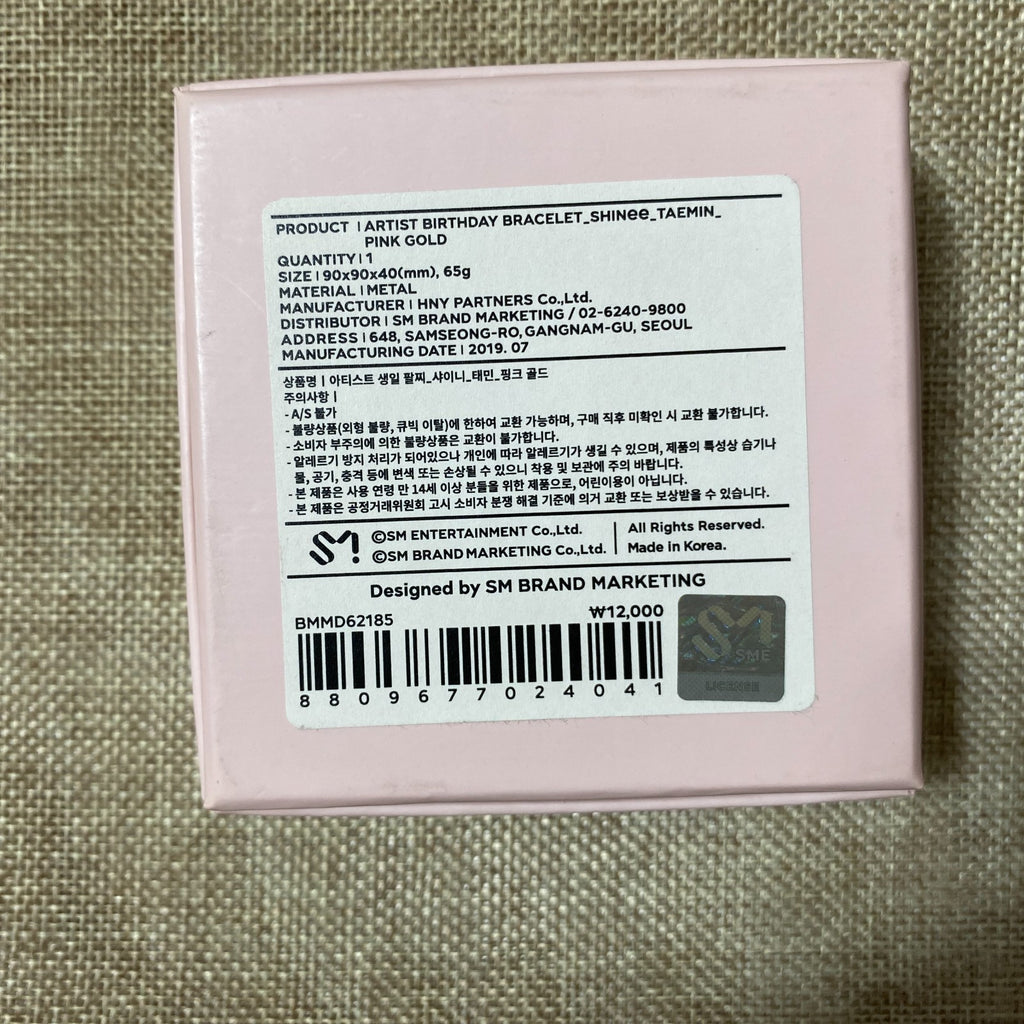 PRODUCT | ARTIST BIRTHDAY BRACELET_SHINee_TAEMIN_
PINK GOLD
QUANTITY | 1
SIZE | 90x90x40(mm), 65g
MATERIAL | METAL
MANUFACTURER | HNY PARTNERS Co.,Ltd.
DISTRIBUTOR | SM BRAND MARKETING / 02-6240-9800
ADDRESS | 648, SAMSEONG-RO, GANGNAM-GU, SEOUL
MANUFACTURING DATE | 2019. 07
상품명 | 아티스트 생일 팔찌_샤이니_태민_핑크 골드
주의사항 |
- A/S 불가
- 불량상품(외형 불량, 큐빅 이탈)에 한하여 교환 가능하며, 구매 직후 미확인 시 교환 불가합니다.
- 소비자 부주의에 의한 불량상품은 교환이 불가합니다.
- 알레르기 방지 처리가 되어있으나 개인에 따라 알레르기가 생길 수 있으며, 제품의 특성상 습기나
물, 공기, 충격 등에 변색 또는 손상될 수 있으니 착용 및 보관에 주의 바랍니다.
- 본 제품은 사용 연령 만 14세 이상 분들을 위한 제품으로, 어린이용이 아닙니다.
- 본 제품은 공정거래위원회 고시 소비자 분쟁 해결 기준에 의거 교환 또는 보상받을 수 있습니다.
SM
©SM ENTERTAINMENT Co.,Ltd.
©SM BRAND MARKETING Co.,Ltd.
All Rights Reserved.
Made in Korea.
Designed by SM BRAND MARKETING
BMMD62185
₩12,000
8809677024041
SM
SME
LICENSE